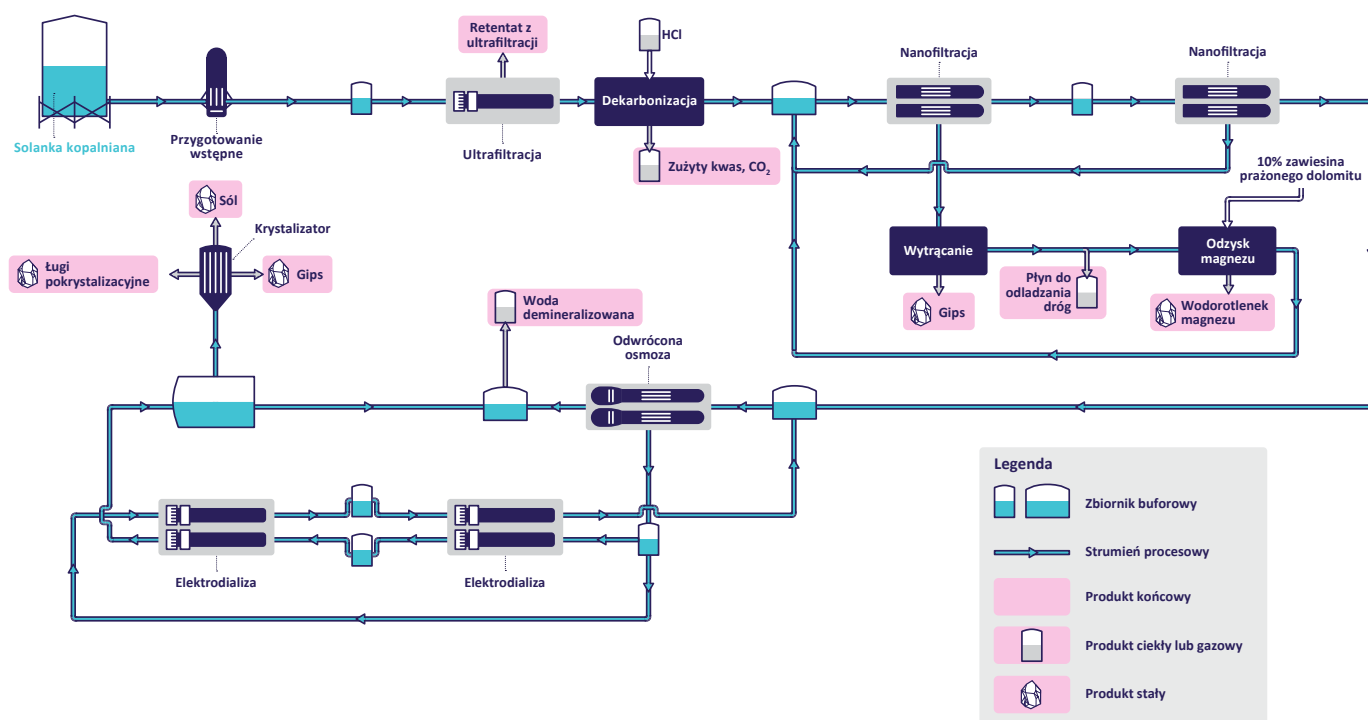 Solanka kopalniana
Przygotowanie
wstępne
Retentat z
ultrafiltracji
Ultrafiltracja
HCl
Dekarbonizacja
Zużyty kwas, CO₂
Nanofiltracja
Nanofiltracja
10% zawiesina
prażonego dolomitu
Wytrącanie
Odzysk
magnezu
Gips
Płyn do
odladzania
dróg
Wodorotlenek
magnezu
Sól
Krystalizator
Ługi
pokrystalizacyjne
Gips
Woda
demineralizowana
Odwrócona
osmoza
Elektrodializa
Elektrodializa
Legenda
Zbiornik buforowy
Strumień procesowy
Produkt końcowy
Produkt ciekły lub gazowy
Produkt stały